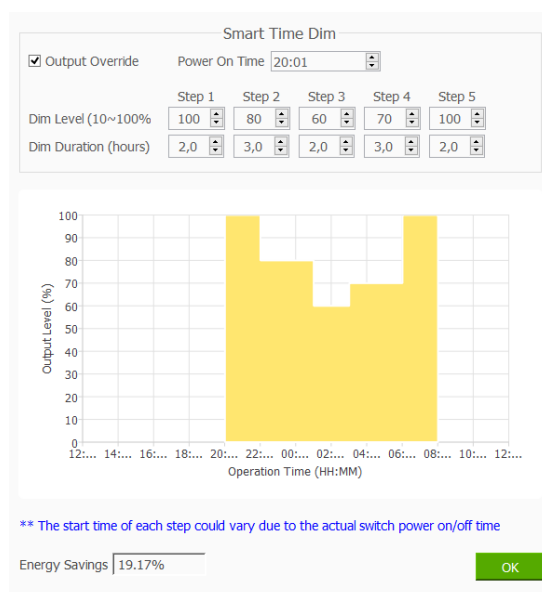 Smart Time Dim
Output Override Power On Time 20:01
Step 1 Step 2 Step 3 Step 4 Step 5
Dim Level (10~100% 100 80 60 70 100
Dim Duration (hours) 2,0 3,0 2,0 3,0 2,0
100
90
80
70
60
50
40
30
20
10
0
Output Level (%)
12:... 14:... 16:... 18:... 20:... 22:... 00:... 02:... 04:... 06:... 08:... 10:... 12:...
Operation Time (HH:MM)
** The start time of each step could vary due to the actual switch power on/off time
Energy Savings 19.17%
OK